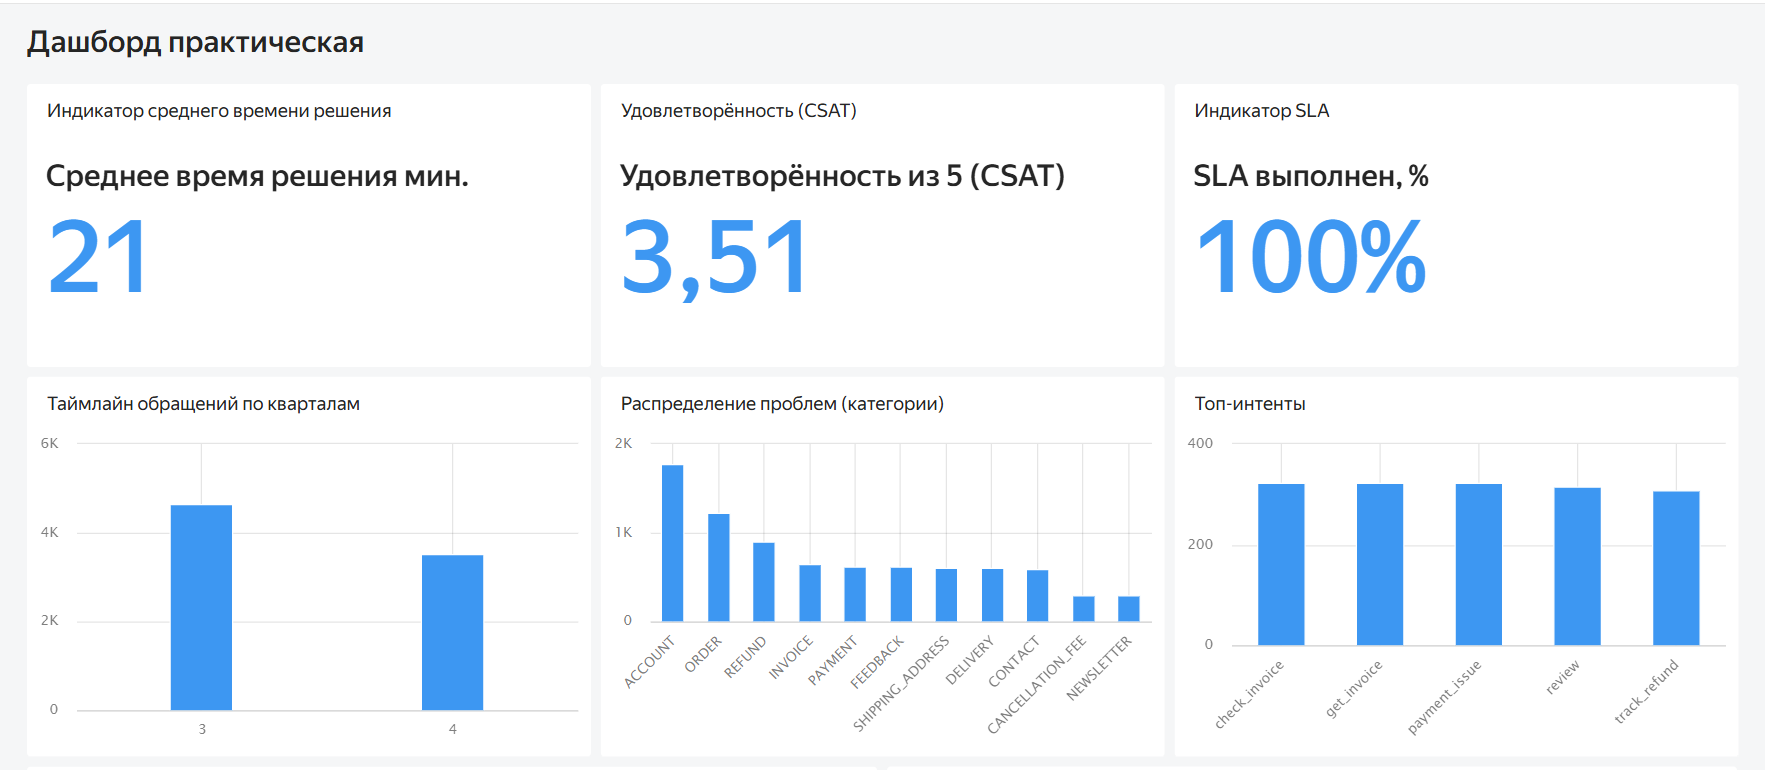 Дашборд практическая
Индикатор среднего времени решения
Среднее время решения мин.
21
Удовлетворённость (CSAT)
Удовлетворённость из 5 (CSAT)
3,51
Индикатор SLA
SLA выполнен, %
100%
Таймлайн обращений по кварталам
6K
4K
2K
0
3
4
Распределение проблем (категории)
2K
1K
0
ACCOUNT
ORDER
REFUND
INVOICE
PAYMENT
FEEDBACK
SHIPPING_ADDRESS
DELIVERY
CONTACT
CANCELLATION_FEE
NEWSLETTER
Топ-интенты
400
200
0
check_invoice
get_invoice
payment_issue
review
track_refund